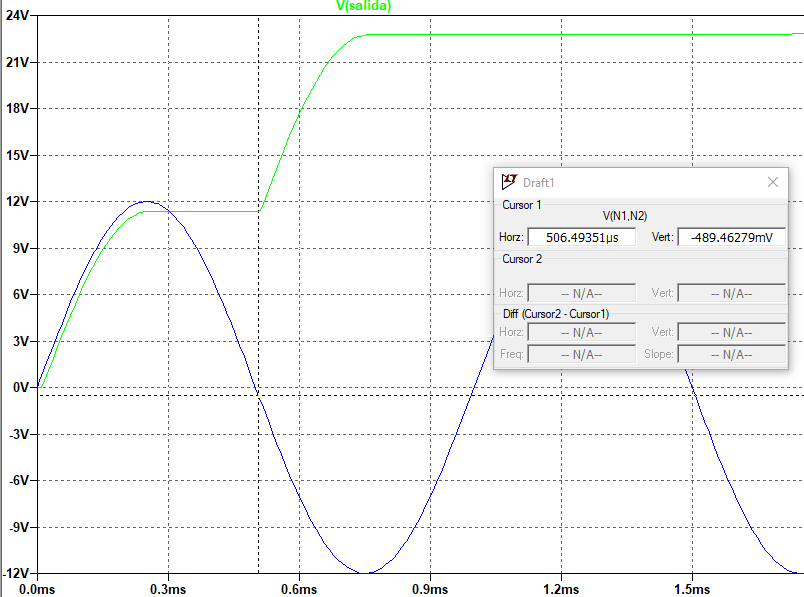 V(salida)
24V
21V
18V
15V
12V
9V
6V
3V
0V
-3V
-6V
-9V
-12V
0.0ms 0.3ms 0.6ms 0.9ms 1.2ms 1.5ms
Draft1
Cursor 1
V(N1,N2)
Horz: 506.49351µs Vert: -489.46279mV
Cursor 2
Horz: -- N/A-- Vert: -- N/A--
Diff (Cursor2 - Cursor1)
Horz: -- N/A-- Vert: -- N/A--
Freq: -- N/A-- Slope: -- N/A--